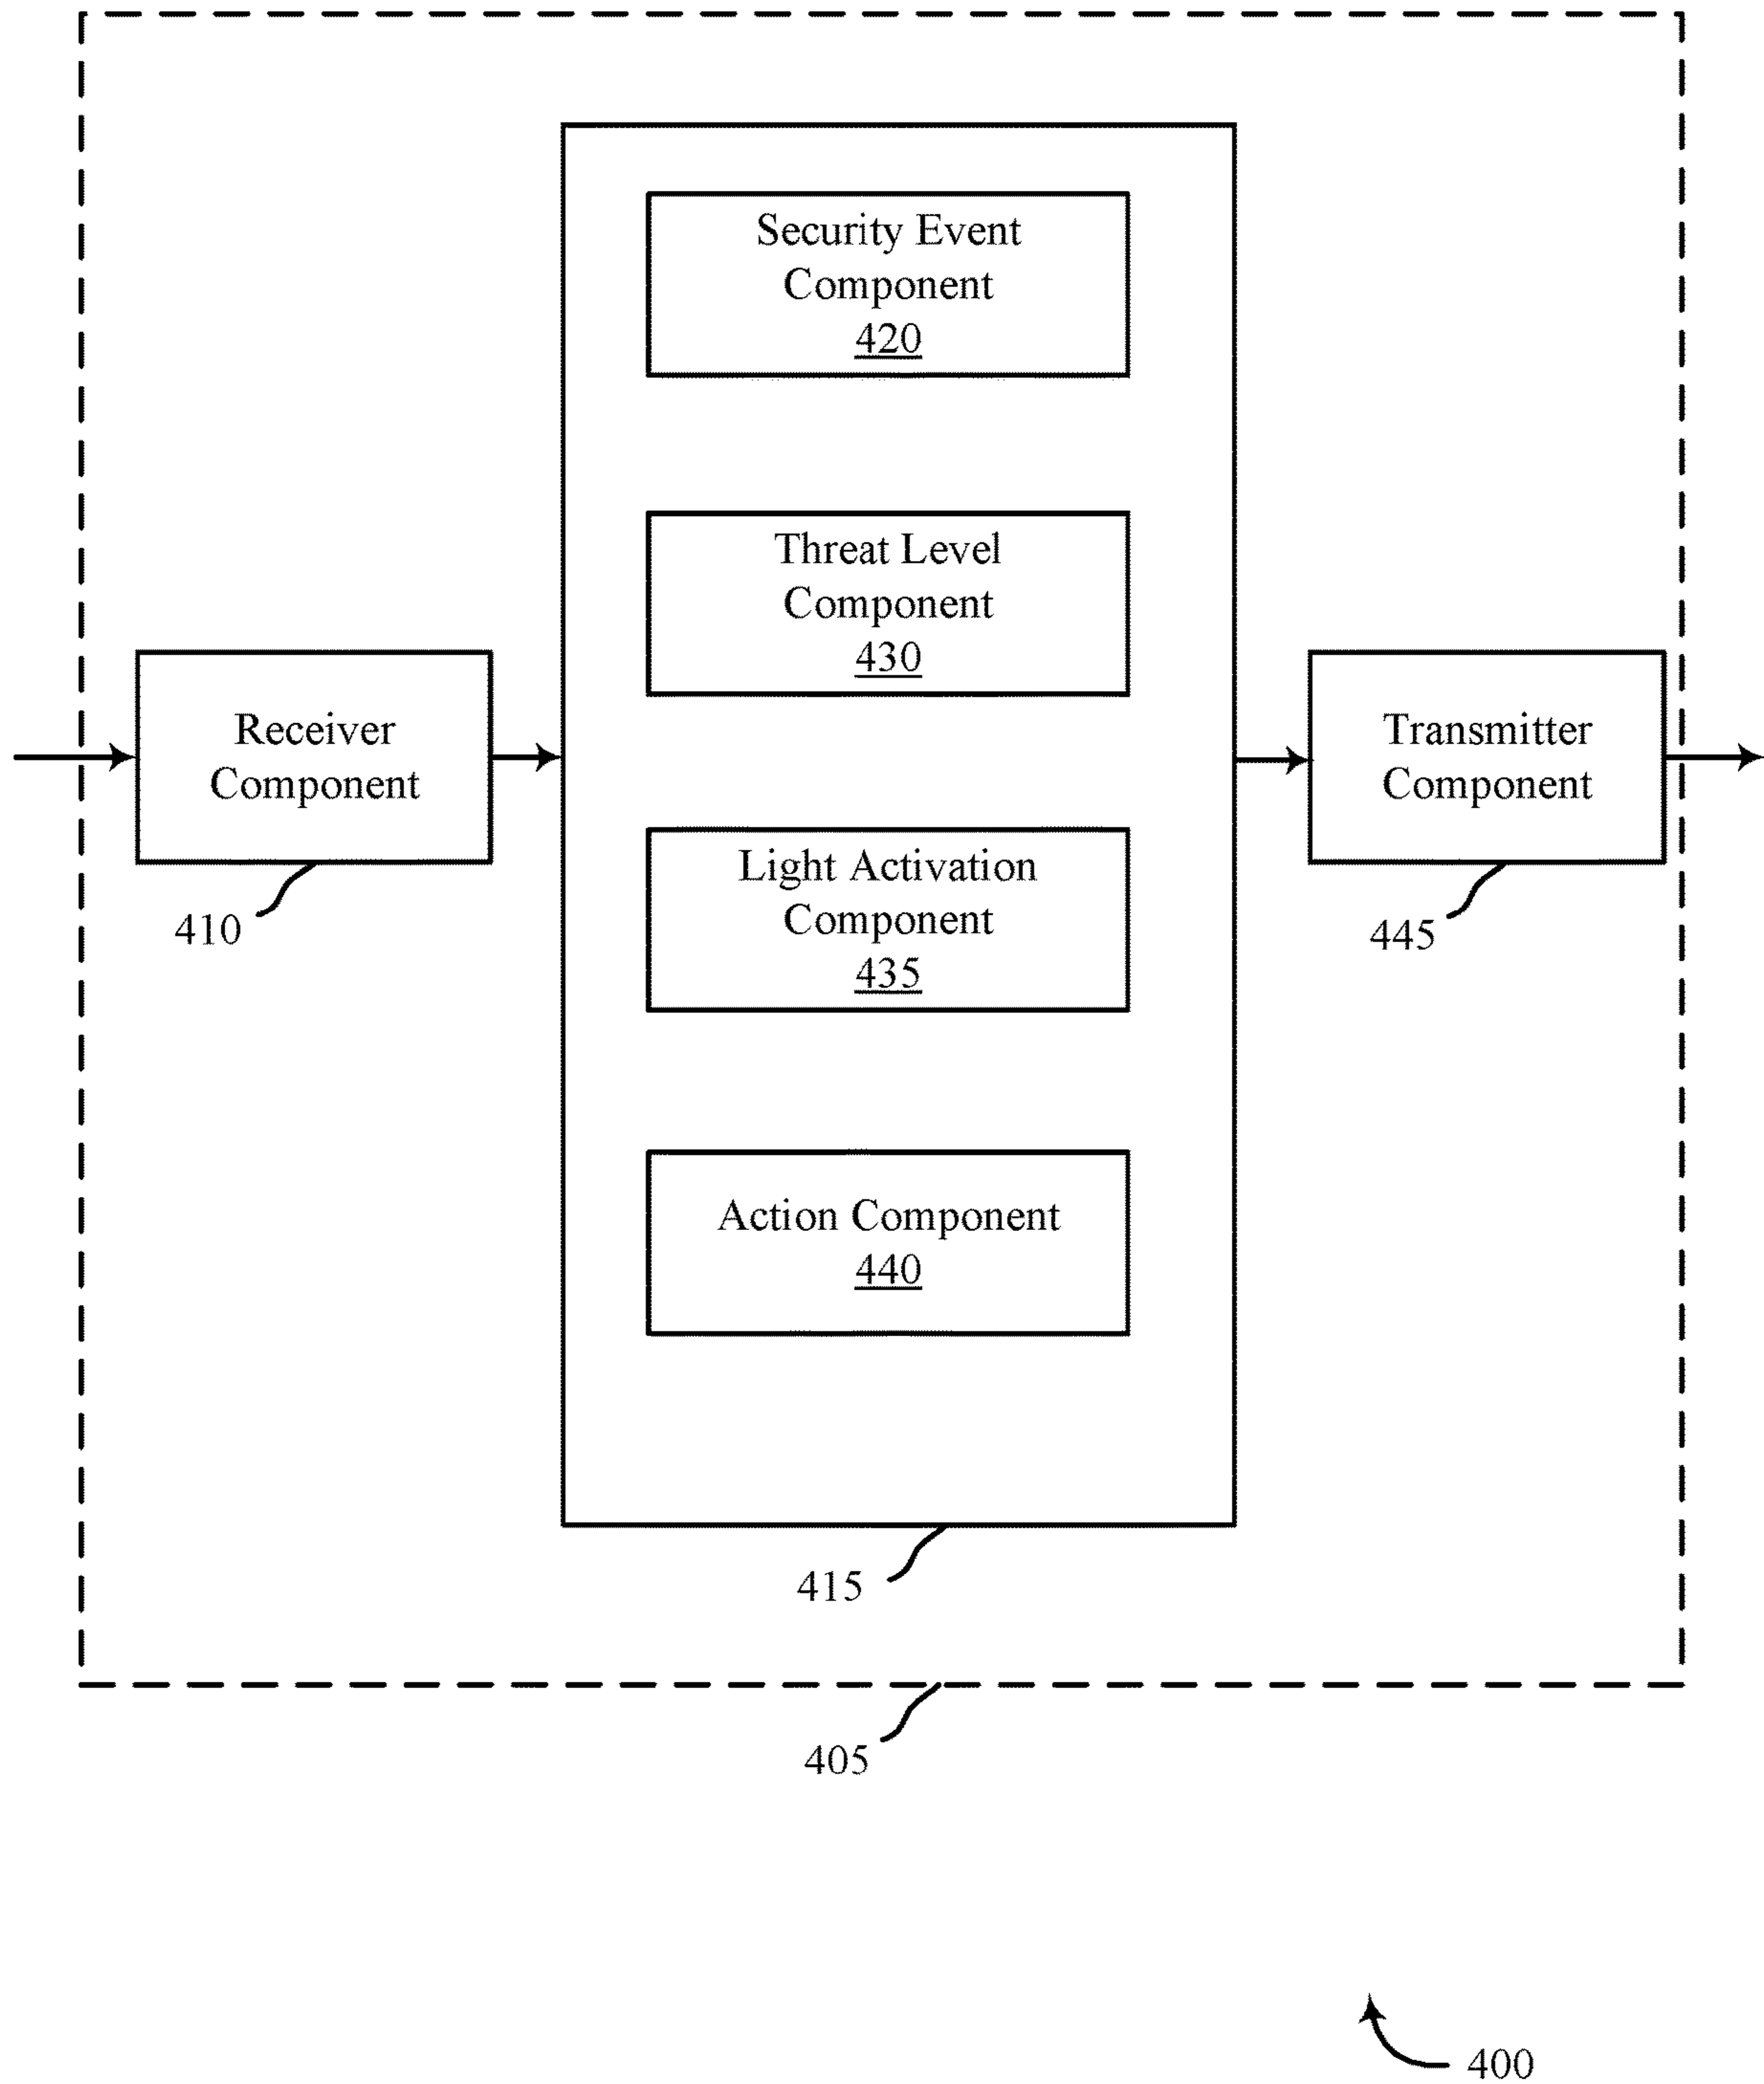 Security Event
Component
420
Threat Level
Component
430
Receiver
Component
410
Light Activation
Component
435
Transmitter
Component
445
Action Component
440
415
405
400